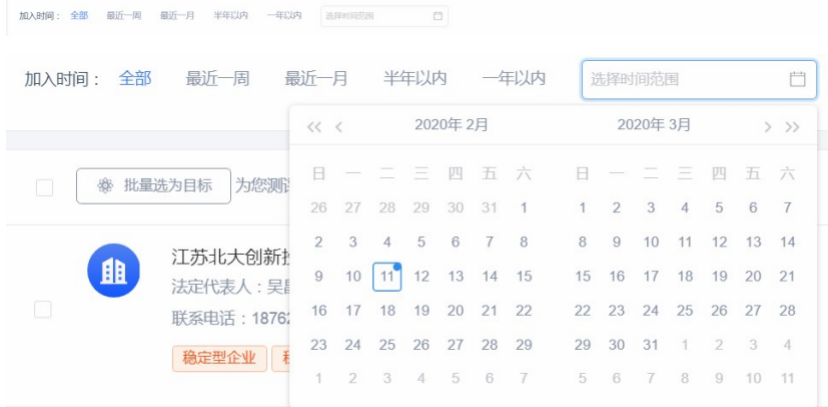 加入时间： 全部 最近一周 最近一月 半年以内 一年以内 选择时间范围
加入时间： 全部 最近一周 最近一月 半年以内 一年以内 选择时间范围
<< < 2020年 2月 2020年 3月 > >>
日 一 二 三 四 五 六 日 一 二 三 四 五 六
26 27 28 29 30 31 1 1 2 3 4 5 6 7
2 3 4 5 6 7 8 8 9 10 11 12 13 14
9 10 11 12 13 14 15 15 16 17 18 19 20 21
16 17 18 19 20 21 22 22 23 24 25 26 27 28
23 24 25 26 27 28 29 29 30 31 1 2 3 4
1 2 3 4 5 6 7 5 6 7 8 9 10 11
批量选为目标 为您测
江苏北大创新
法定代表人：吴
联系电话：1876
稳定型企业